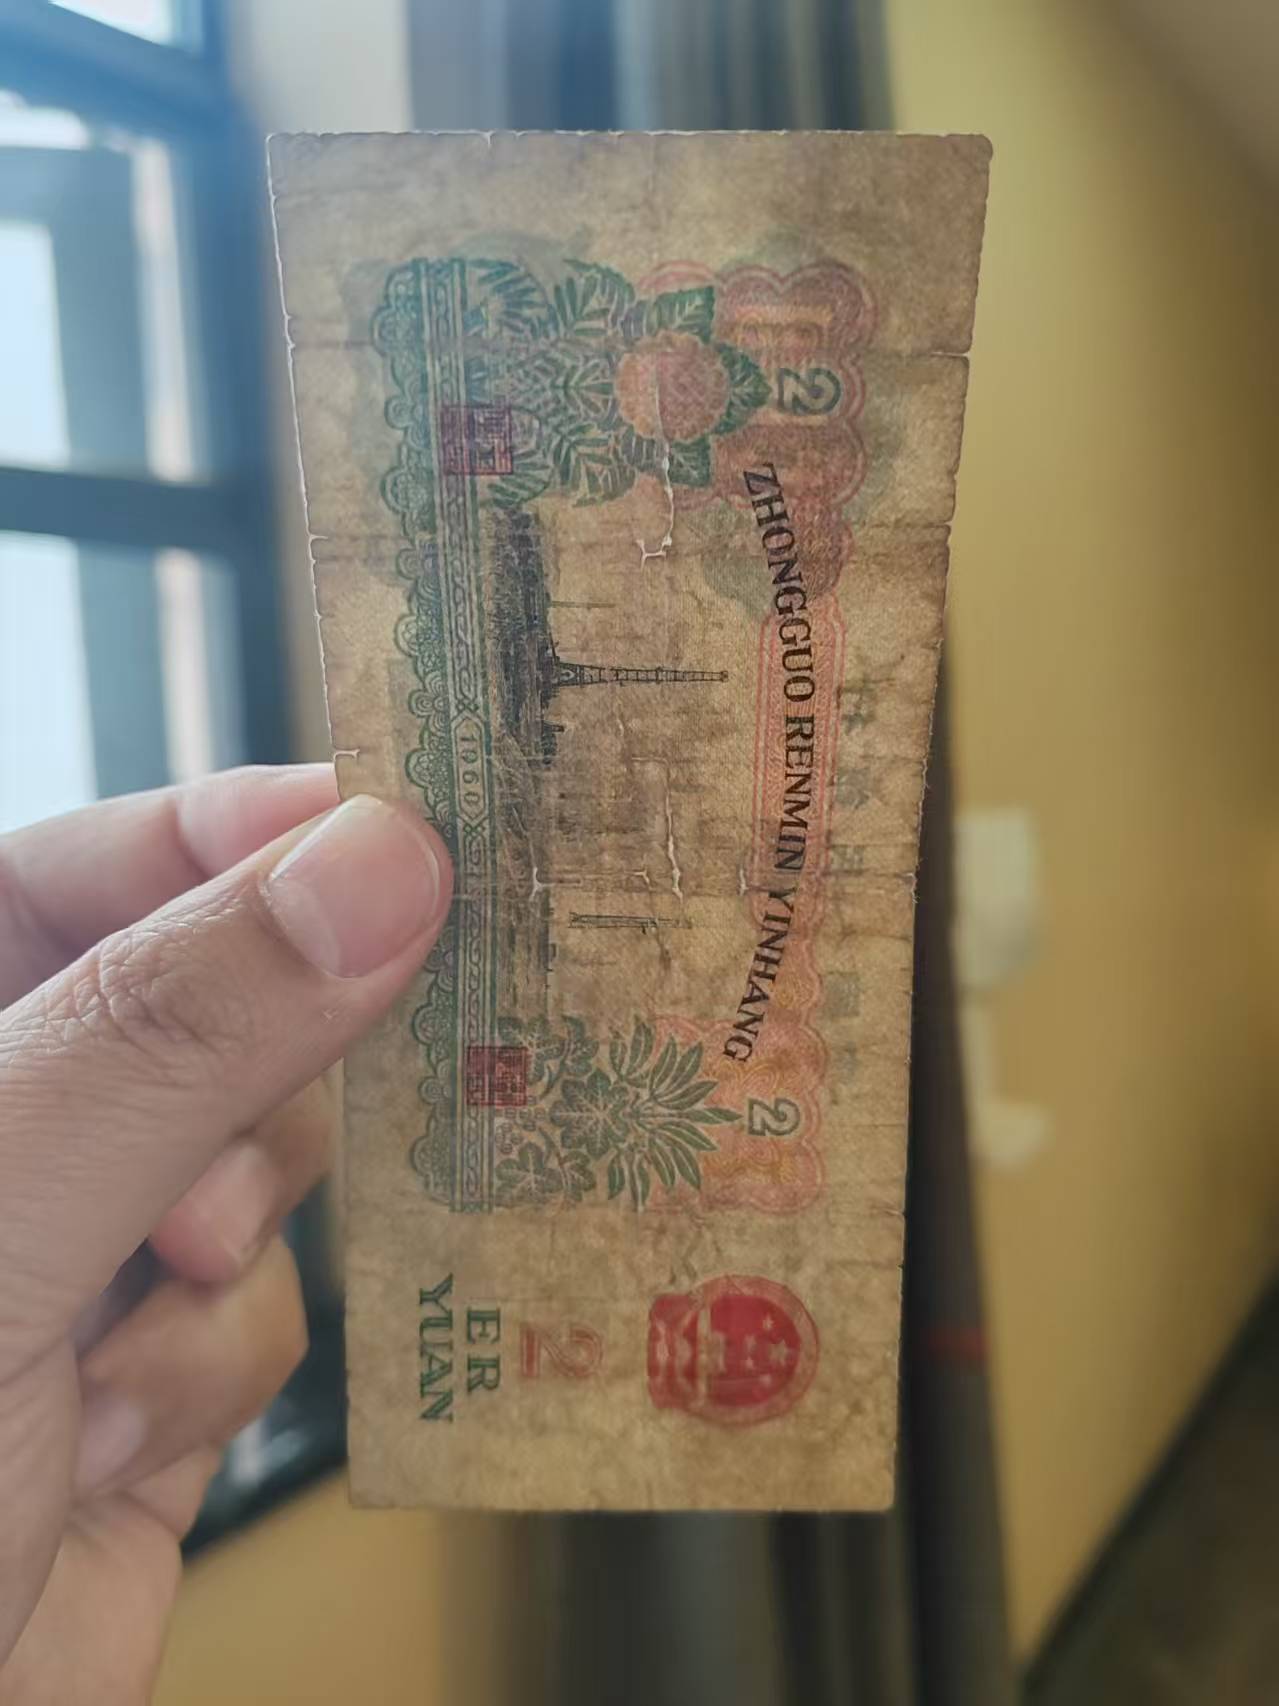 2
ZHONGGUO RENMIN YINHANG
2
1960
2
ER
YUAN